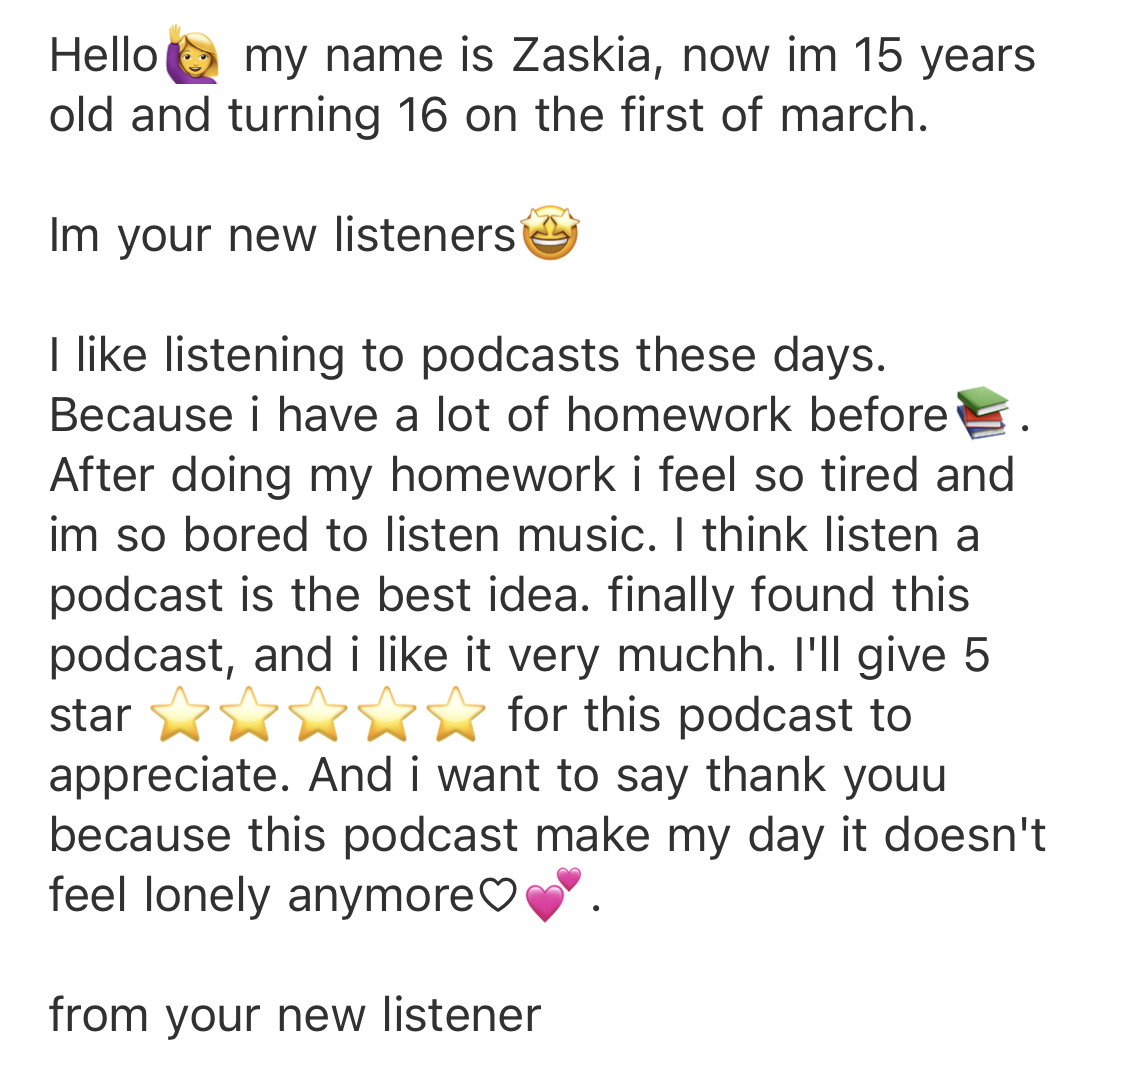 Hello🙋‍♀️ my name is Zaskia, now im 15 years
old and turning 16 on the first of march.
Im your new listeners🤩
I like listening to podcasts these days.
Because i have a lot of homework before📚.
After doing my homework i feel so tired and
im so bored to listen music. I think listen a
podcast is the best idea. finally found this
podcast, and i like it very muchh. I'll give 5
star ⭐⭐⭐⭐⭐ for this podcast to
appreciate. And i want to say thank youu
because this podcast make my day it doesn't
feel lonely anymore♡💕.
from your new listener